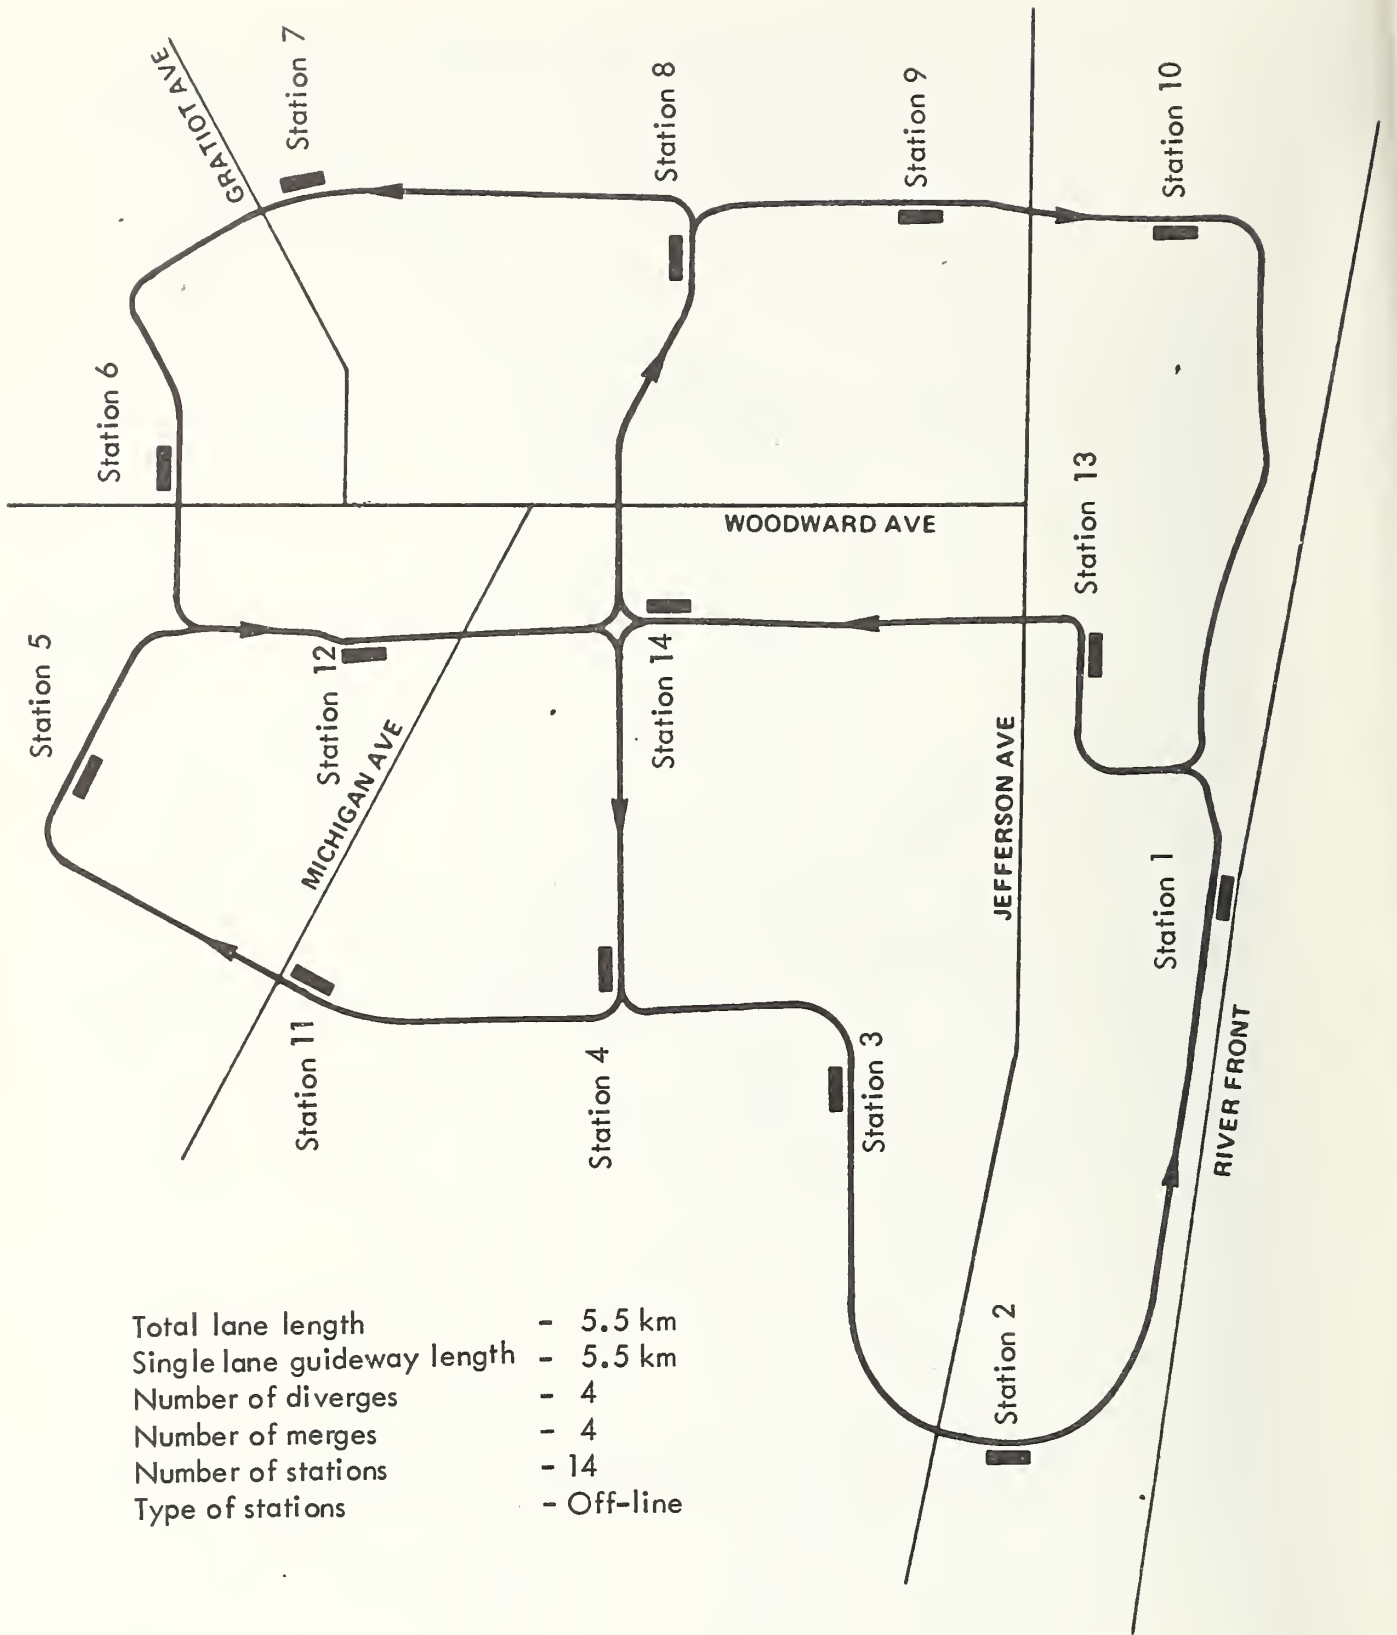 GRATIOT AVE
Station 7
Station 8
Station 9
Station 10
Station 6
Station 13
WOODWARD AVE
Station 5
Station 12
Station 14
MICHIGAN AVE
JEFFERSON AVE
Station 1
Station 11
Station 4
Station 3
RIVER FRONT
Station 2
Total lane length - 5.5 km
Single lane guideway length - 5.5 km
Number of diverges - 4
Number of merges - 4
Number of stations - 14
Type of stations - Off-line